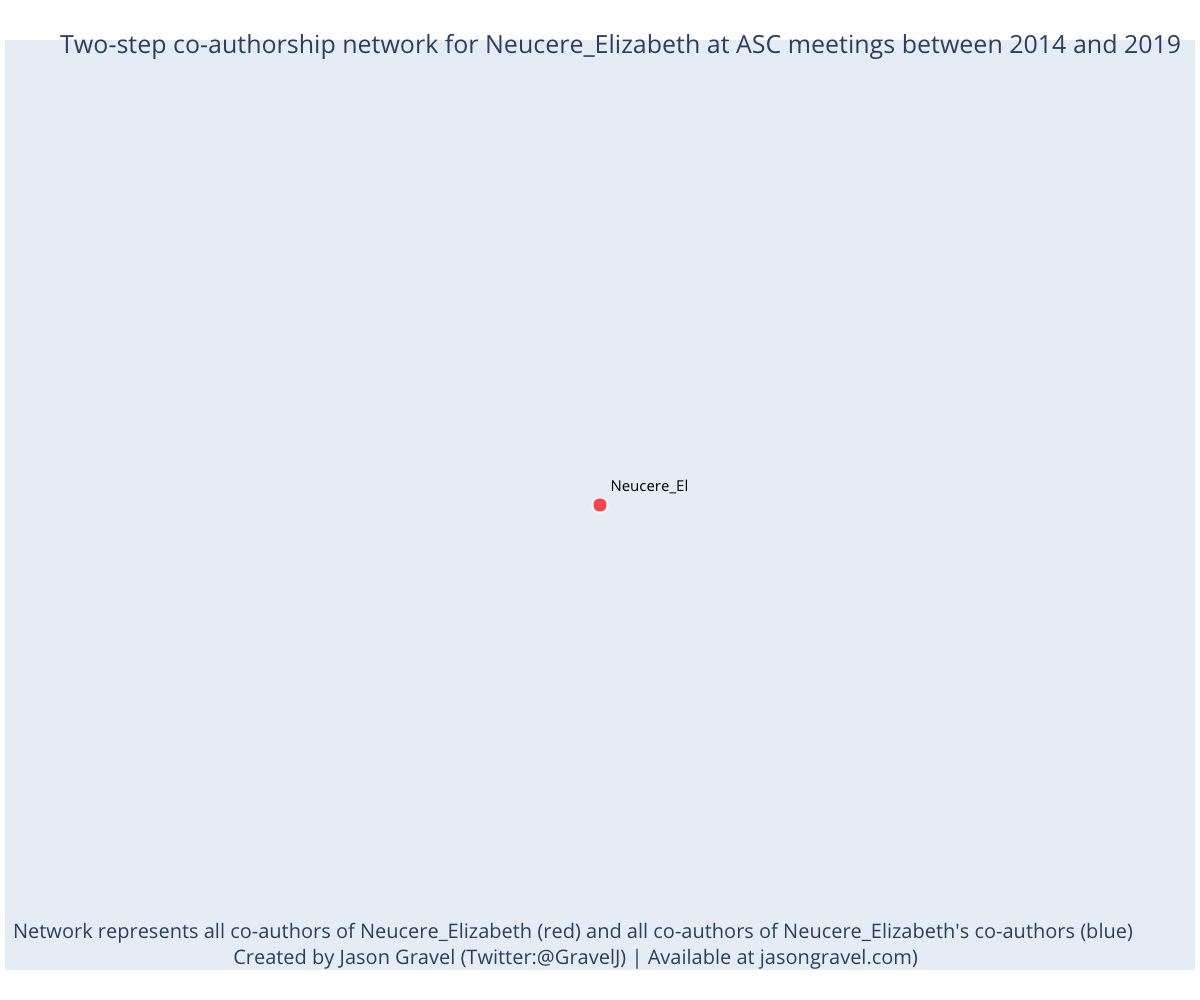 Two-step co-authorship network for Neucere_Elizabeth at ASC meetings between 2014 and 2019
Neucere_El
Network represents all co-authors of Neucere_Elizabeth (red) and all co-authors of Neucere_Elizabeth's co-authors (blue)
Created by Jason Gravel (Twitter:@GravelJ) | Available at jasongravel.com)